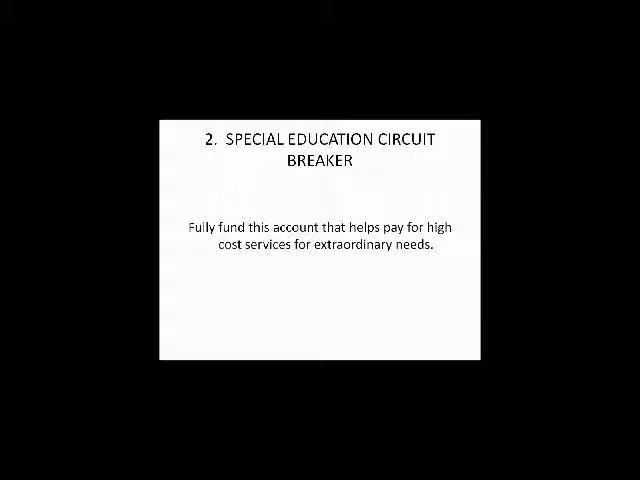 2. SPECIAL EDUCATION CIRCUIT
BREAKER
Fully fund this account that helps pay for high
cost services for extraordinary needs.